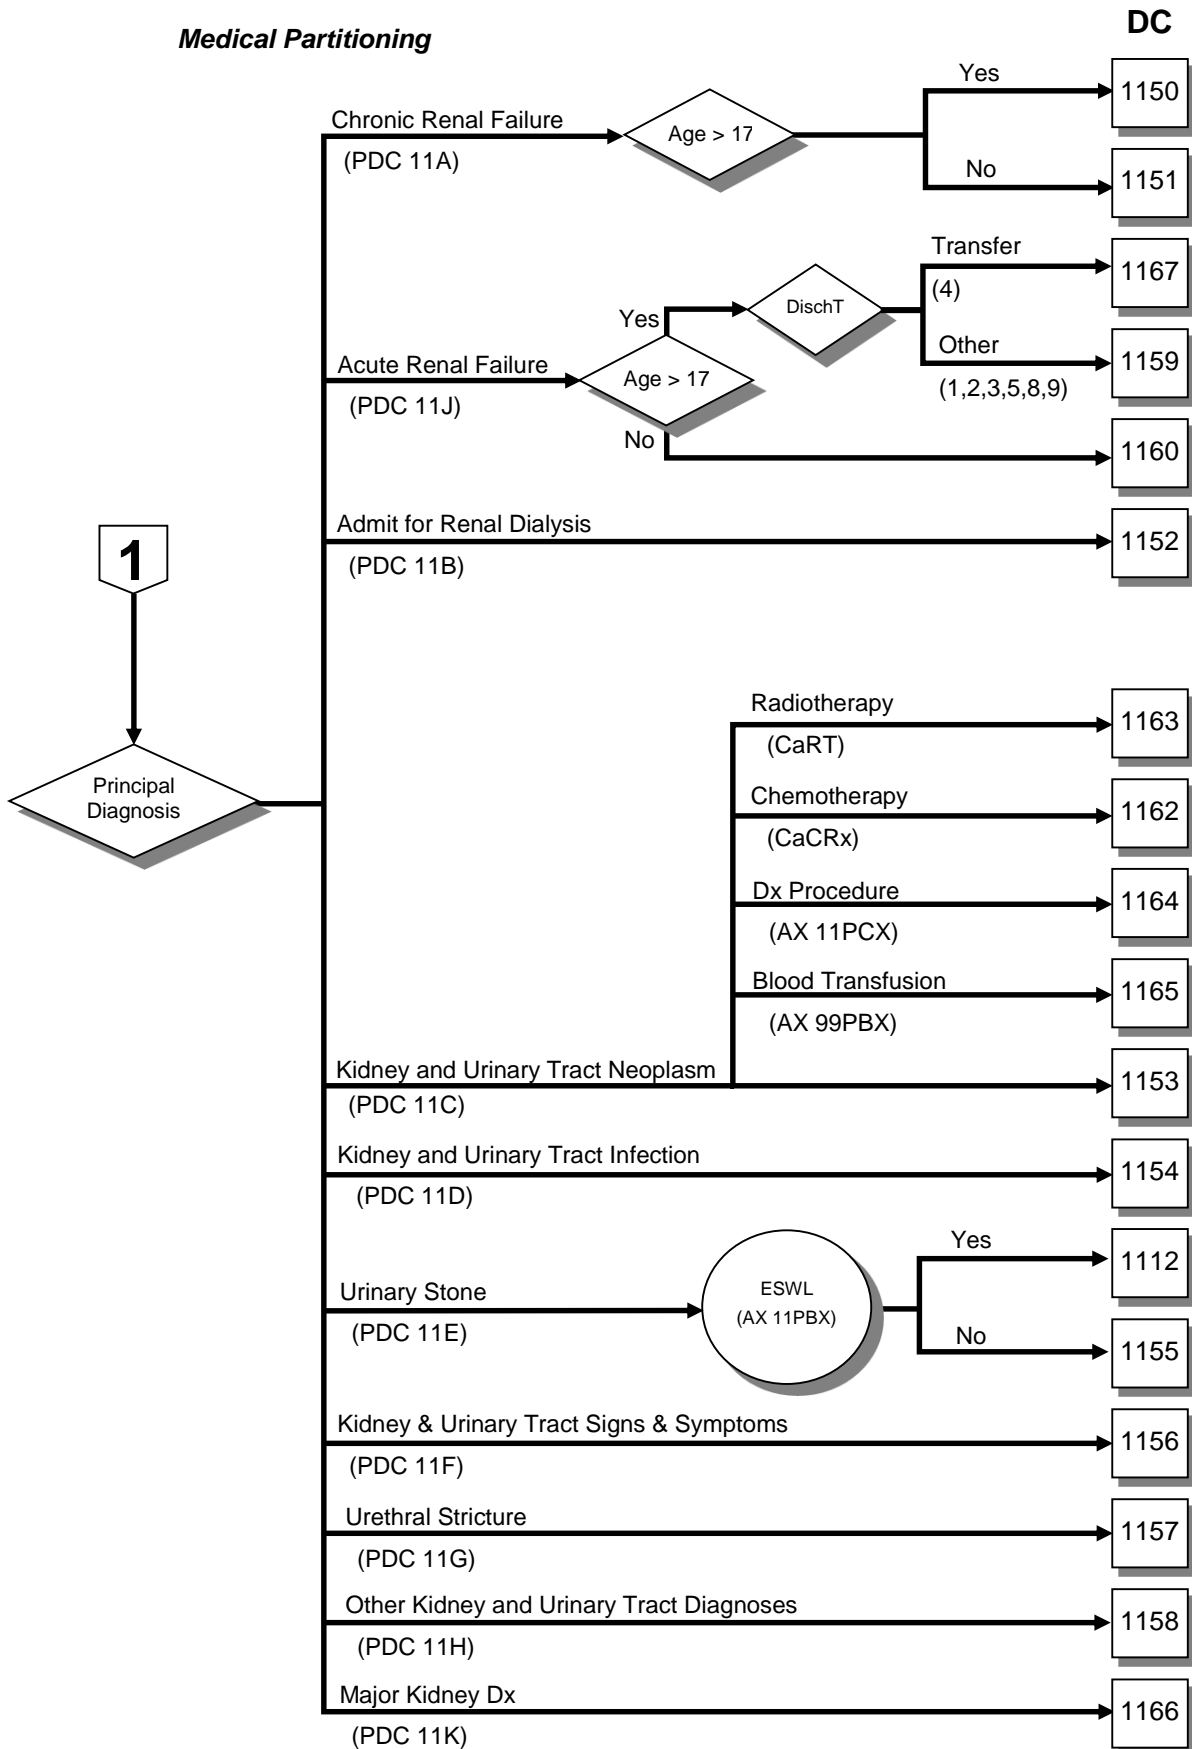 DC
Medical Partitioning
Yes
1150
Chronic Renal Failure
Age > 17
(PDC 11A)
No
1151
Transfer
1167
(4)
DischT
Yes
Other
1159
Acute Renal Failure
Age > 17
(1,2,3,5,8,9)
(PDC 11J)
No
1160
Admit for Renal Dialysis
1152
(PDC 11B)
1
Radiotherapy
1163
(CaRT)
Principal
Diagnosis
Chemotherapy
1162
(CaCRx)
Dx Procedure
1164
(AX 11PCX)
Blood Transfusion
1165
(AX 99PBX)
Kidney and Urinary Tract Neoplasm
1153
(PDC 11C)
Kidney and Urinary Tract Infection
1154
(PDC 11D)
Yes
1112
Urinary Stone
ESWL
(AX 11PBX)
(PDC 11E)
No
1155
Kidney & Urinary Tract Signs & Symptoms
1156
(PDC 11F)
Urethral Stricture
1157
(PDC 11G)
Other Kidney and Urinary Tract Diagnoses
1158
(PDC 11H)
Major Kidney Dx
1166
(PDC 11K)